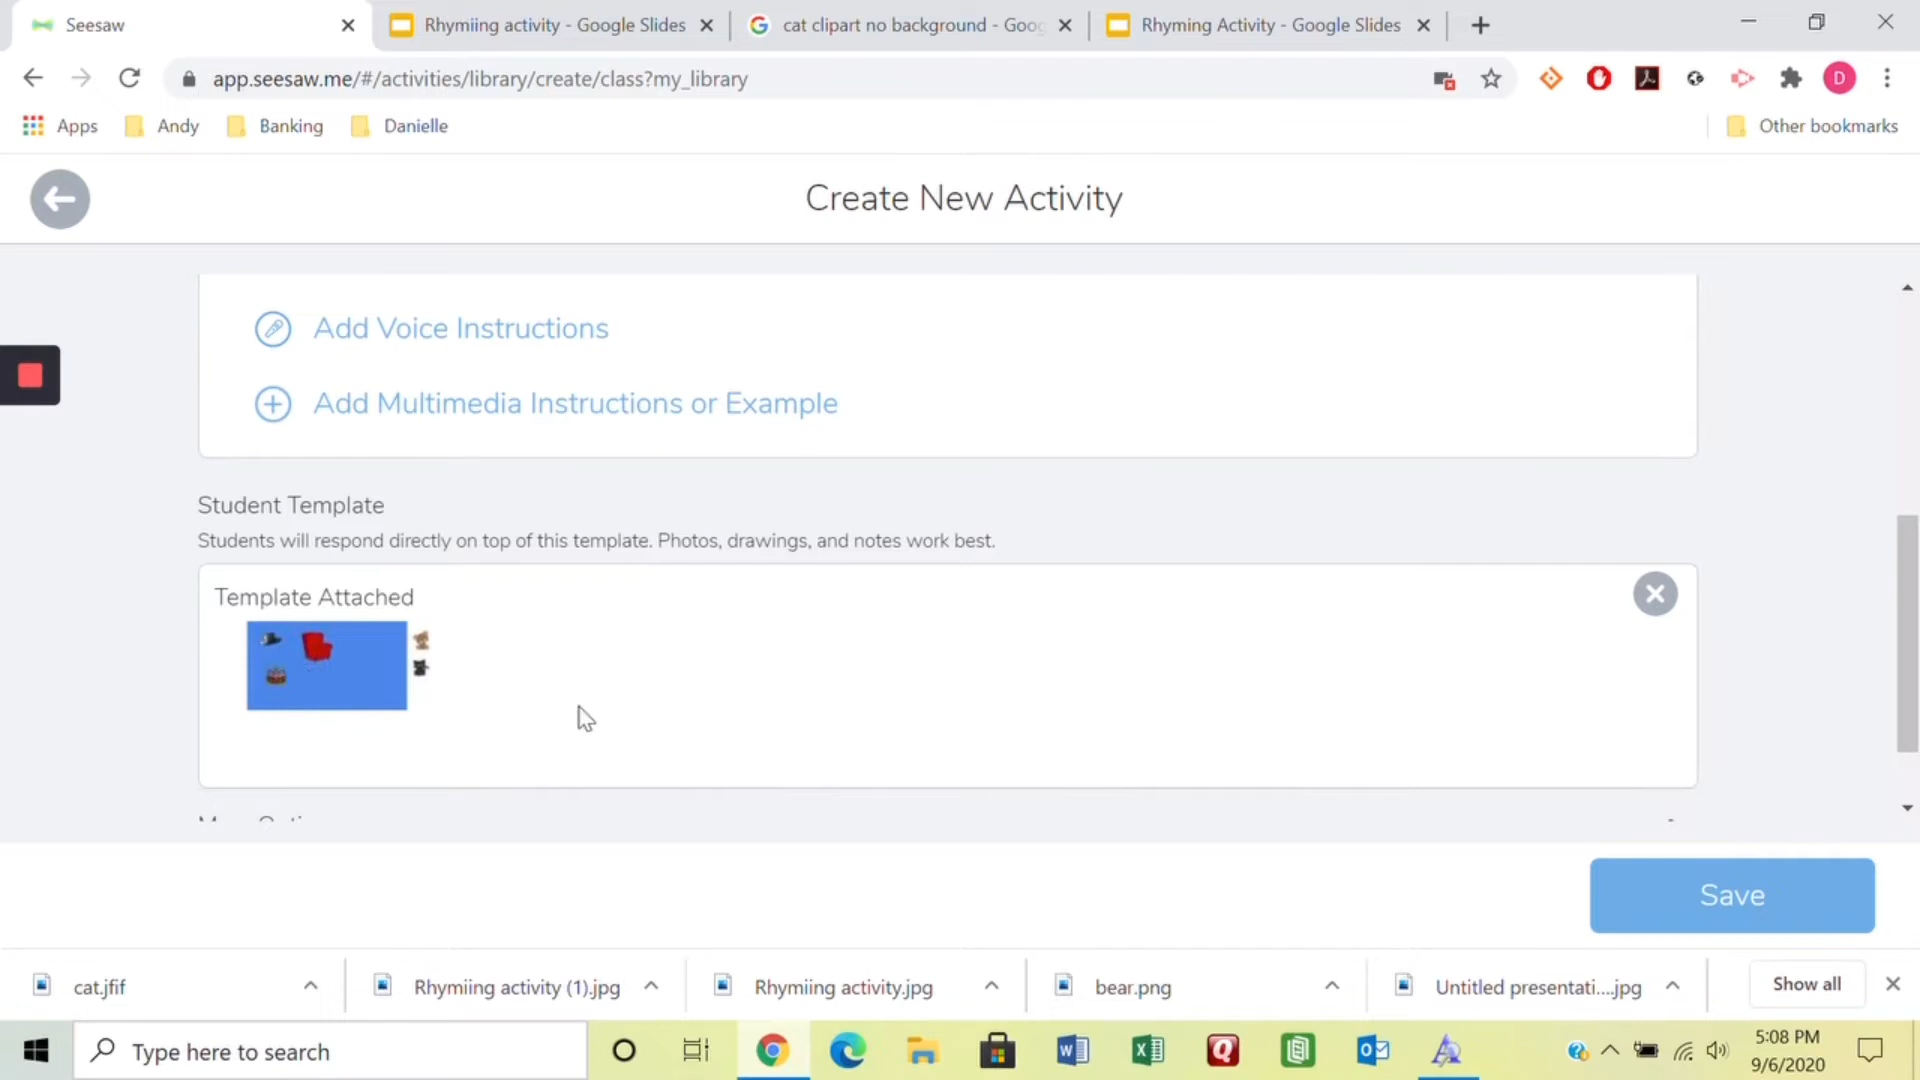 Seesaw
Rhymiing activity - Google Slides
cat clipart no background - Goog
Rhyming Activity - Google Slides
app.seesaw.me/#/activities/library/create/class?my_library
D
Apps
Andy
Banking
Danielle
Other bookmarks
Create New Activity
Add Voice Instructions
Add Multimedia Instructions or Example
Student Template
Students will respond directly on top of this template. Photos, drawings, and notes work best.
Template Attached
Save
cat.jfif
Rhymiing activity (1).jpg
Rhymiing activity.jpg
bear.png
Untitled presentati....jpg
Show all
Type here to search
5:08 PM
9/6/2020